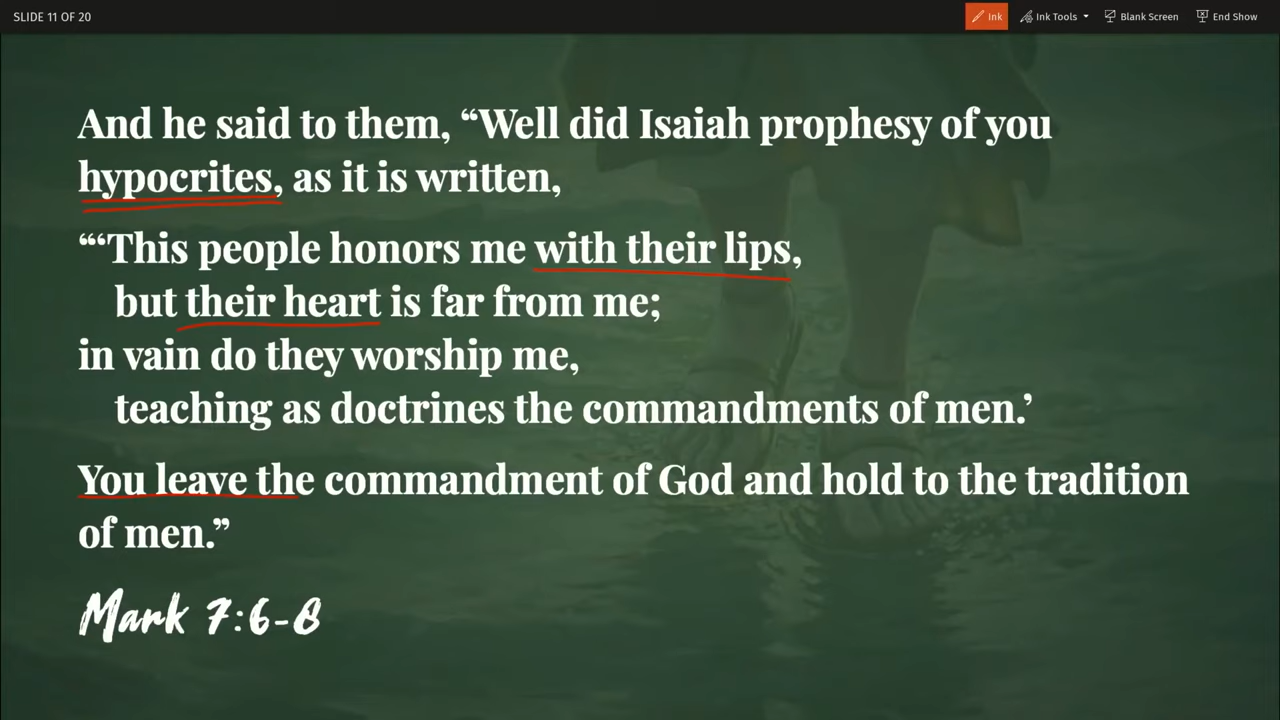 SLIDE 11 OF 20
Ink
Ink Tools
Blank Screen
End Show
And he said to them, “Well did Isaiah prophesy of you
hypocrites, as it is written,
“‘This people honors me with their lips,
but their heart is far from me;
in vain do they worship me,
teaching as doctrines the commandments of men.’
You leave the commandment of God and hold to the tradition
of men.”
Mark 7:6-8